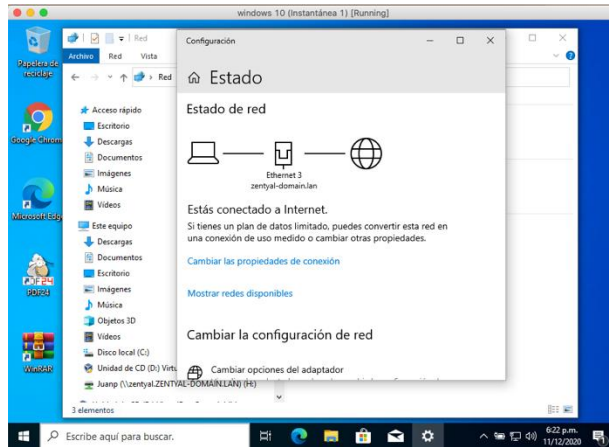 windows 10 (Instantánea 1) [Running]
Papelera de
reciclaje
Google Chrom
Microsoft Edg
PDF24
WinRAR
Red
Archivo Red Vista
Red
Acceso rápido
Escritorio
Descargas
Documentos
Imágenes
Música
Vídeos
Este equipo
Descargas
Documentos
Escritorio
Imágenes
Música
Objetos 3D
Vídeos
Disco local (C:)
Unidad de CD (D:) Virtu
Juanp (\\zentyal.ZENTYAL-DOMAIN.LAN) (H:)
3 elementos
Configuración
Estado
Estado de red
Ethernet 3
zentyal-domain.lan
Estás conectado a Internet.
Si tienes un plan de datos limitado, puedes convertir esta red en
una conexión de uso medido o cambiar otras propiedades.
Cambiar las propiedades de conexión
Mostrar redes disponibles
Cambiar la configuración de red
Cambiar opciones del adaptador
Escribe aquí para buscar.
6:22 p.m.
11/12/2020